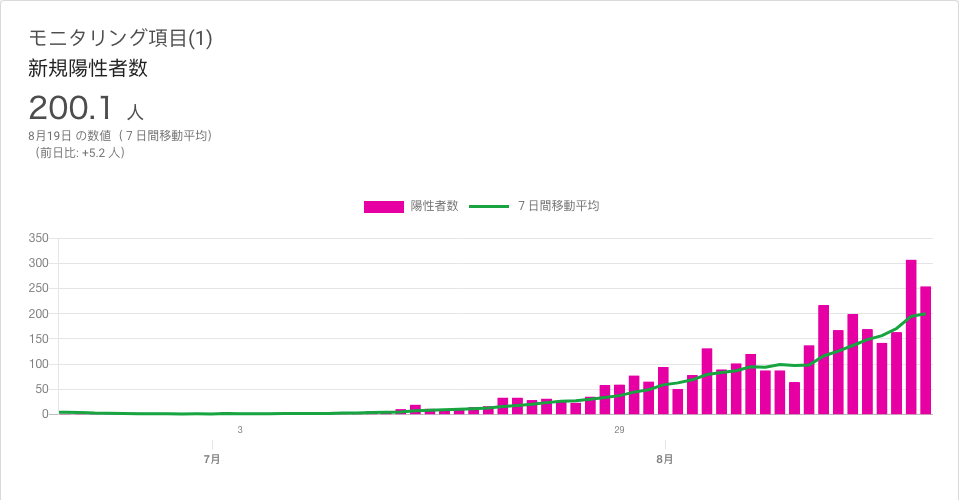 モニタリング項目(1)
新規陽性者数
200.1 人
8月19日 の数値（７日間移動平均）
（前日比: +5.2 人）
陽性者数 ７日間移動平均
350
300
250
200
150
100
50
0
3 29
7月 8月